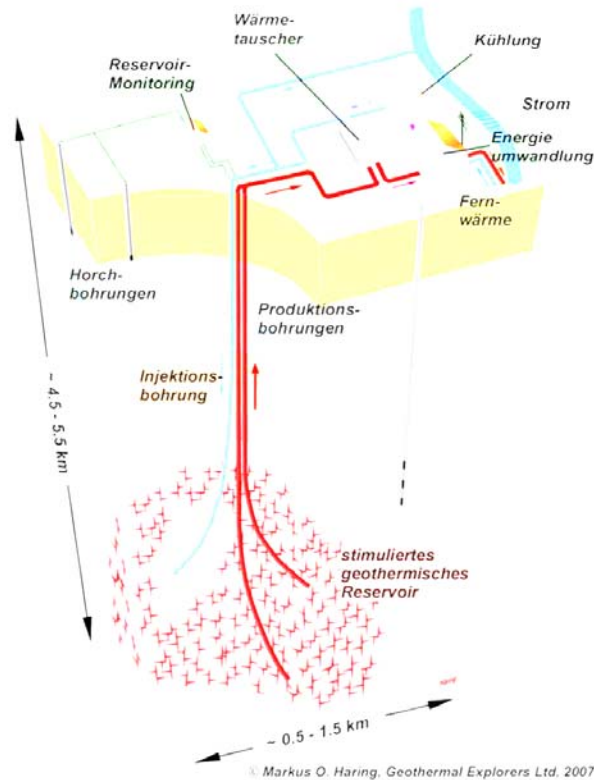 Wärme-
tauscher
Kühlung
Reservoir-
Monitoring
Strom
Energie
umwandlung
Fern-
wärme
Horch-
bohrungen
Produktions-
bohrungen
Injektions-
bohrung
~ 4.5 - 5.5 km
stimuliertes
geothermisches
Reservoir
~ 0.5 - 1.5 km
© Markus O. Häring, Geothermal Explorers Ltd, 2007